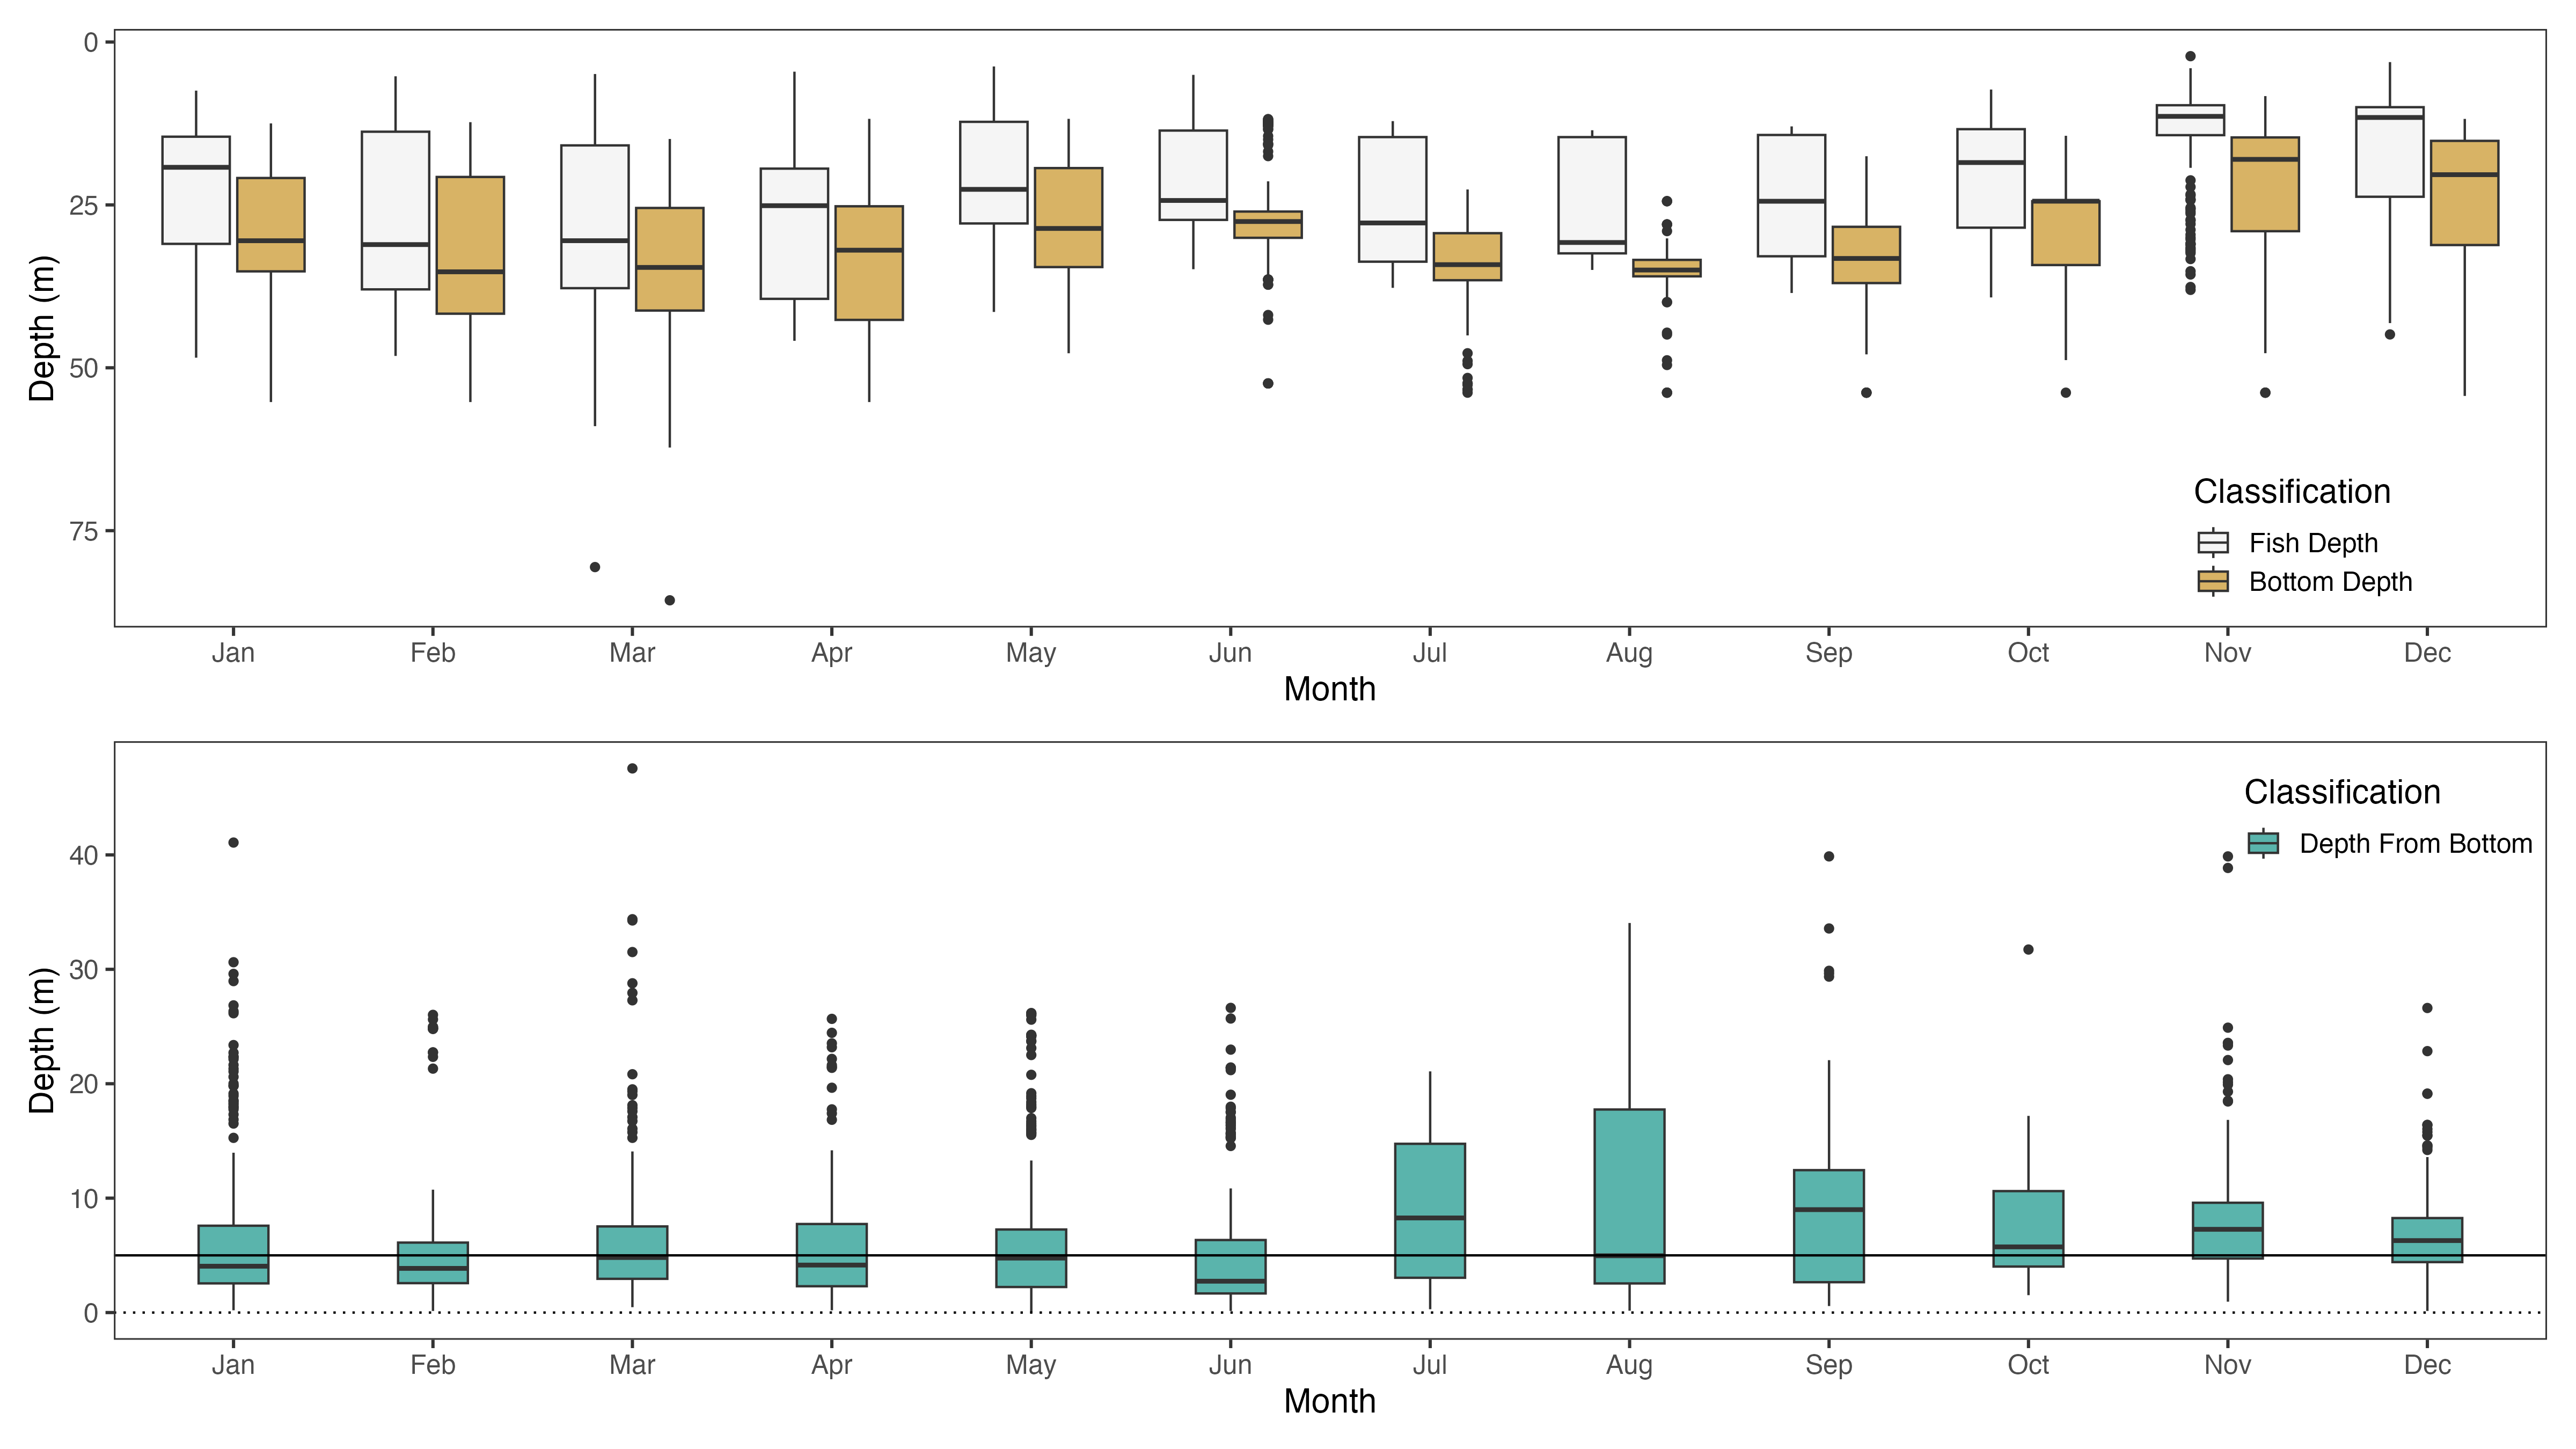 0
25
50
75
Depth (m)
Classification
Fish Depth
Bottom Depth
Jan Feb Mar Apr May Jun Jul Aug Sep Oct Nov Dec
Month
Classification
Depth From Bottom
40
30
20
10
0
Depth (m)
Jan Feb Mar Apr May Jun Jul Aug Sep Oct Nov Dec
Month